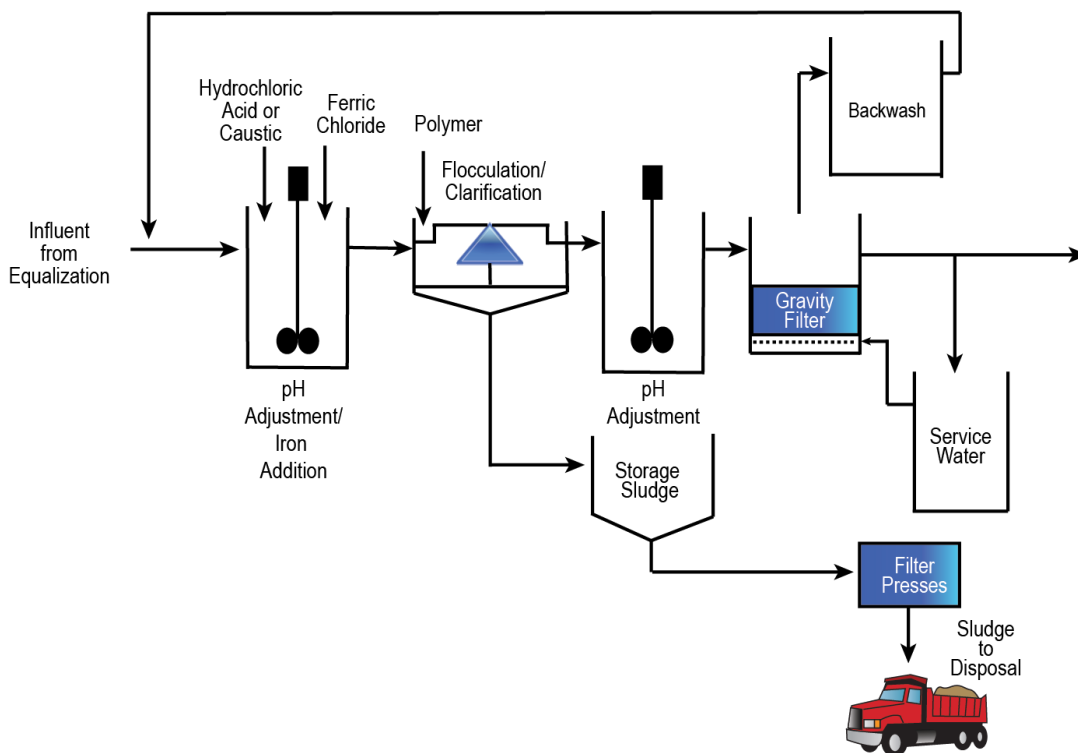 Hydrochloric
Acid or
Caustic
Ferric
Chloride
Polymer
Flocculation/
Clarification
Backwash
Influent
from
Equalization
Gravity
Filter
pH
Adjustment/
Iron
Addition
pH
Adjustment
Service
Water
Storage
Sludge
Filter
Presses
Sludge
to
Disposal